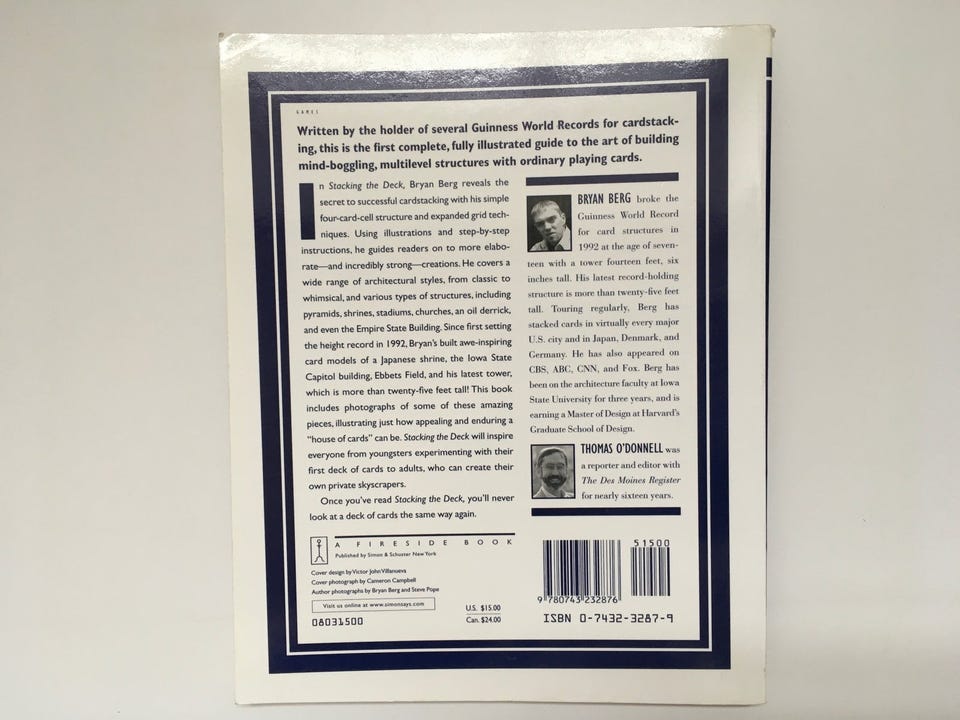 GAMES
Written by the holder of several Guinness World Records for cardstack-
ing, this is the first complete, fully illustrated guide to the art of building
mind-boggling, multilevel structures with ordinary playing cards.
In Stacking the Deck, Bryan Berg reveals the
secret to successful cardstacking with his simple
four-card-cell structure and expanded grid tech-
niques. Using illustrations and step-by-step
instructions, he guides readers on to more elabo-
rate—and incredibly strong—creations. He covers a
wide range of architectural styles, from classic to
whimsical, and various types of structures, including
pyramids, shrines, stadiums, churches, an oil derrick,
and even the Empire State Building. Since first setting
the height record in 1992, Bryan's built awe-inspiring
card models of a Japanese shrine, the Iowa State
Capitol building, Ebbets Field, and his latest tower,
which is more than twenty-five feet tall! This book
includes photographs of some of these amazing
pieces, illustrating just how appealing and enduring a
"house of cards" can be. Stacking the Deck will inspire
everyone from youngsters experimenting with their
first deck of cards to adults, who can create their
own private skyscrapers.
Once you've read Stacking the Deck, you'll never
look at a deck of cards the same way again.
BRYAN BERG broke the
Guinness World Record
for card structures in
1992 at the age of seven-
teen with a tower fourteen feet, six
inches tall. His latest record-holding
structure is more than twenty-five feet
tall. Touring regularly, Berg has
stacked cards in virtually every major
U.S. city and in Japan, Denmark, and
Germany. He has also appeared on
CBS, ABC, CNN, and Fox. Berg has
been on the architecture faculty at Iowa
State University for three years, and is
earning a Master of Design at Harvard's
Graduate School of Design.
THOMAS O'DONNELL was
a reporter and editor with
The Des Moines Register
for nearly sixteen years.
A FIRESIDE BOOK
Published by Simon & Schuster New York
Cover design by Victor John Villanueva
Cover photograph by Cameron Campbell
Author photographs by Bryan Berg and Steve Pope
Visit us online at www.simonsays.com
08031500
U.S. $15.00
Can. $24.00
51500
9 780743 232876
ISBN 0-7432-3287-9